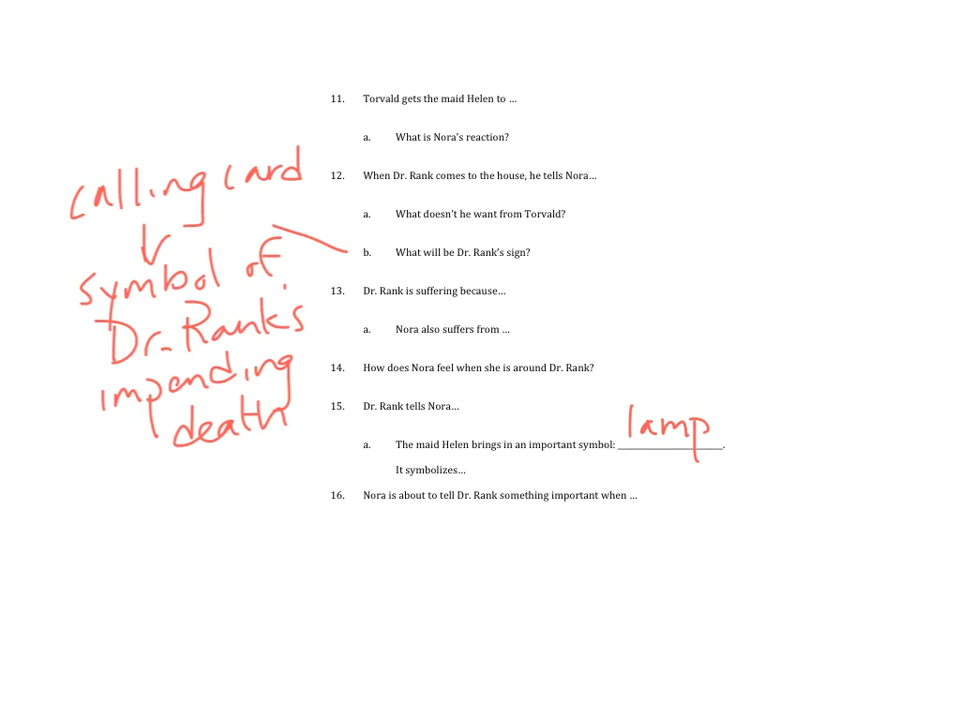 11. Torvald gets the maid Helen to …
a. What is Nora's reaction?
12. When Dr. Rank comes to the house, he tells Nora…
a. What doesn't he want from Torvald?
b. What will be Dr. Rank's sign?
calling card
symbol of
Dr. Rank's
impending
death
13. Dr. Rank is suffering because…
a. Nora also suffers from …
14. How does Nora feel when she is around Dr. Rank?
15. Dr. Rank tells Nora…
a. The maid Helen brings in an important symbol: lamp.
It symbolizes…
16. Nora is about to tell Dr. Rank something important when …